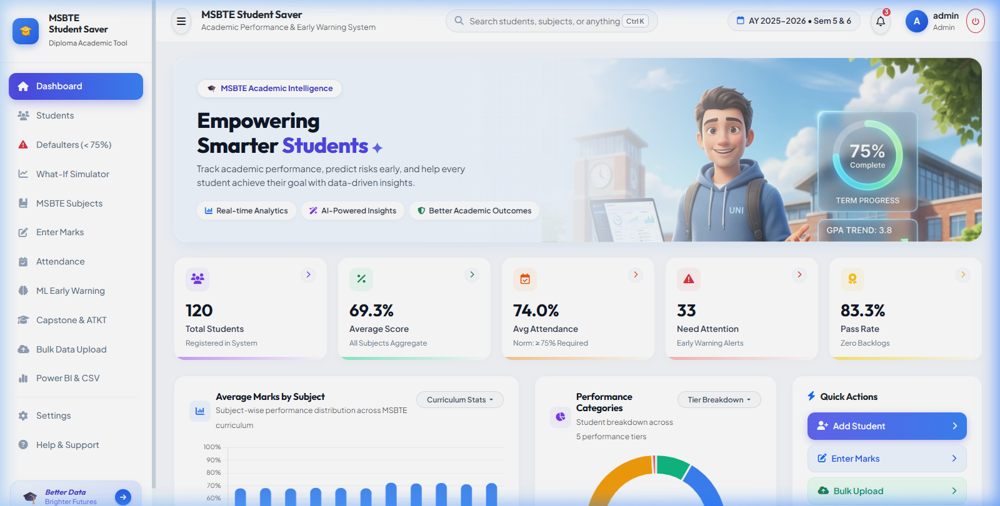 MSBTE
Student Saver
Diploma Academic Tool
Dashboard
Students
Defaulters (< 75%)
What-If Simulator
MSBTE Subjects
Enter Marks
Attendance
ML Early Warning
Capstone & ATKT
Bulk Data Upload
Power BI & CSV
Settings
Help & Support
Better Data
Brighter Futures
MSBTE Student Saver
Academic Performance & Early Warning System
Search students, subjects, or anything
Ctrl K
AY 2025-2026 • Sem 5 & 6
3
A
admin
Admin
MSBTE Academic Intelligence
Empowering
Smarter Students
Track academic performance, predict risks early, and help every
student achieve their goal with data-driven insights.
Real-time Analytics
AI-Powered Insights
Better Academic Outcomes
UNI
75%
Complete
TERM PROGRESS
GPA TREND: 3.8
120
Total Students
Registered in System
69.3%
Average Score
All Subjects Aggregate
74.0%
Avg Attendance
Norm: ≥ 75% Required
33
Need Attention
Early Warning Alerts
83.3%
Pass Rate
Zero Backlogs
Average Marks by Subject
Subject-wise performance distribution across MSBTE
curriculum
Curriculum Stats
100%
90%
80%
70%
60%
Performance
Categories
Student breakdown across
5 performance tiers
Tier Breakdown
Quick Actions
Add Student
Enter Marks
Bulk Upload